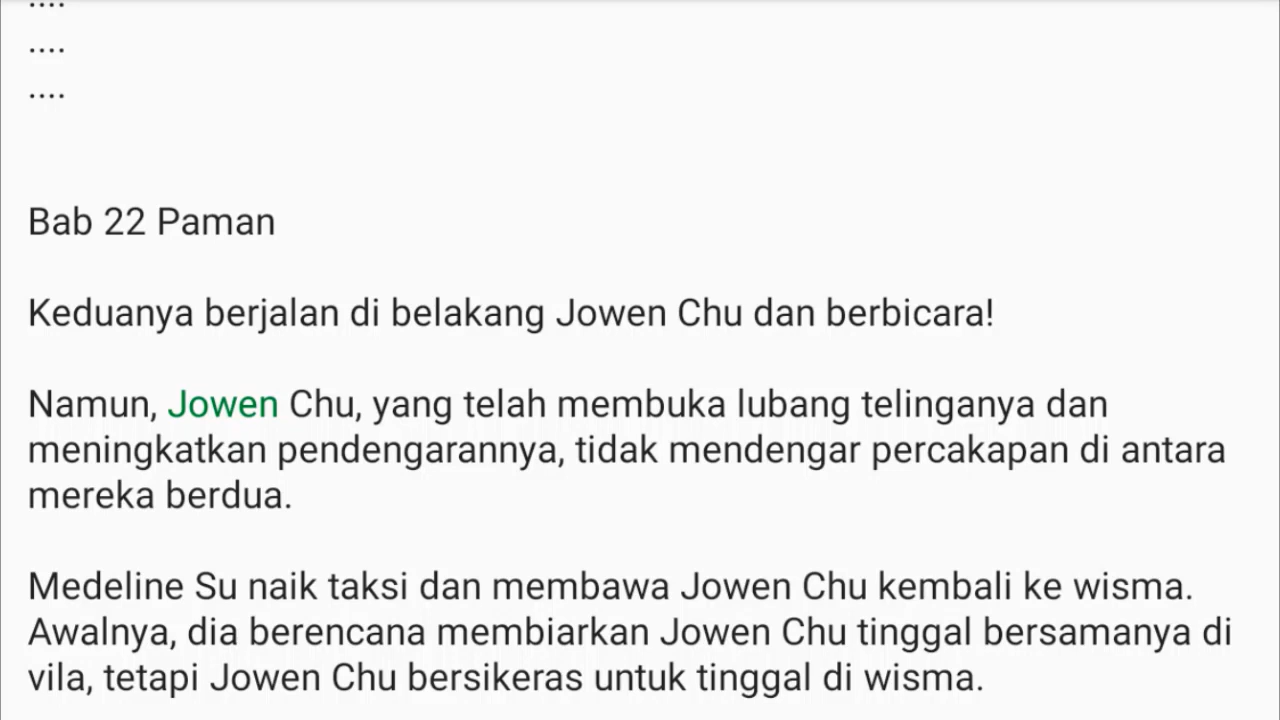 ....
....
....
Bab 22 Paman
Keduanya berjalan di belakang Jowen Chu dan berbicara!
Namun, Jowen Chu, yang telah membuka lubang telinganya dan
meningkatkan pendengarannya, tidak mendengar percakapan di antara
mereka berdua.
Medeline Su naik taksi dan membawa Jowen Chu kembali ke wisma.
Awalnya, dia berencana membiarkan Jowen Chu tinggal bersamanya di
vila, tetapi Jowen Chu bersikeras untuk tinggal di wisma.